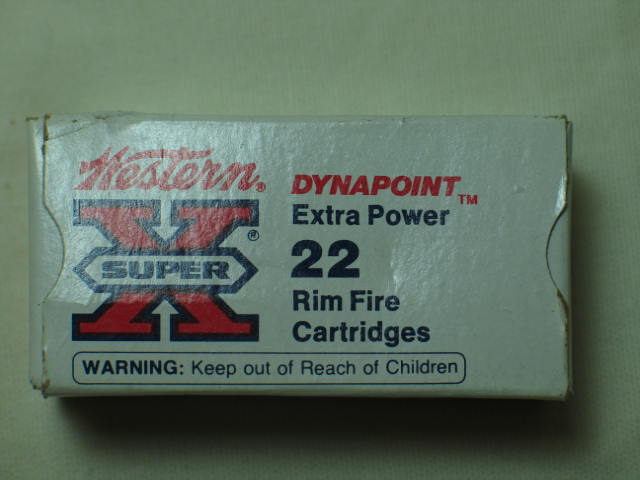 Western®
SUPER X®
DYNAPOINT™
Extra Power
22
Rim Fire
Cartridges
WARNING: Keep out of Reach of Children